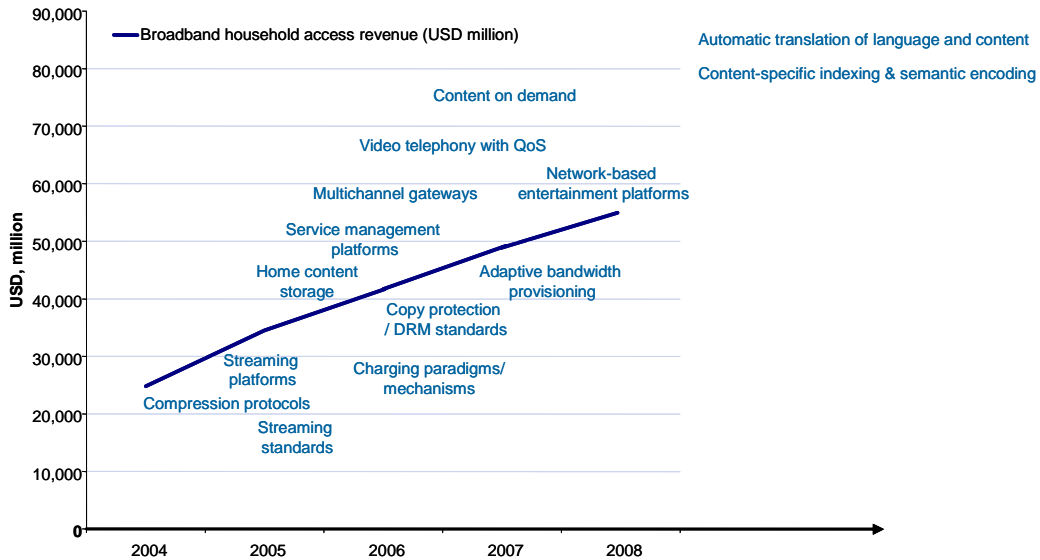 90,000
Broadband household access revenue (USD million)
Automatic translation of language and content
80,000
Content-specific indexing & semantic encoding
Content on demand
70,000
Video telephony with QoS
60,000
Network-based
entertainment platforms
Multichannel gateways
USD, million
50,000
Service management
platforms
Home content
storage
Adaptive bandwidth
provisioning
40,000
Copy protection
/ DRM standards
30,000
Streaming
platforms
Charging paradigms/
mechanisms
Compression protocols
20,000
Streaming
standards
10,000
0
2004 2005 2006 2007 2008